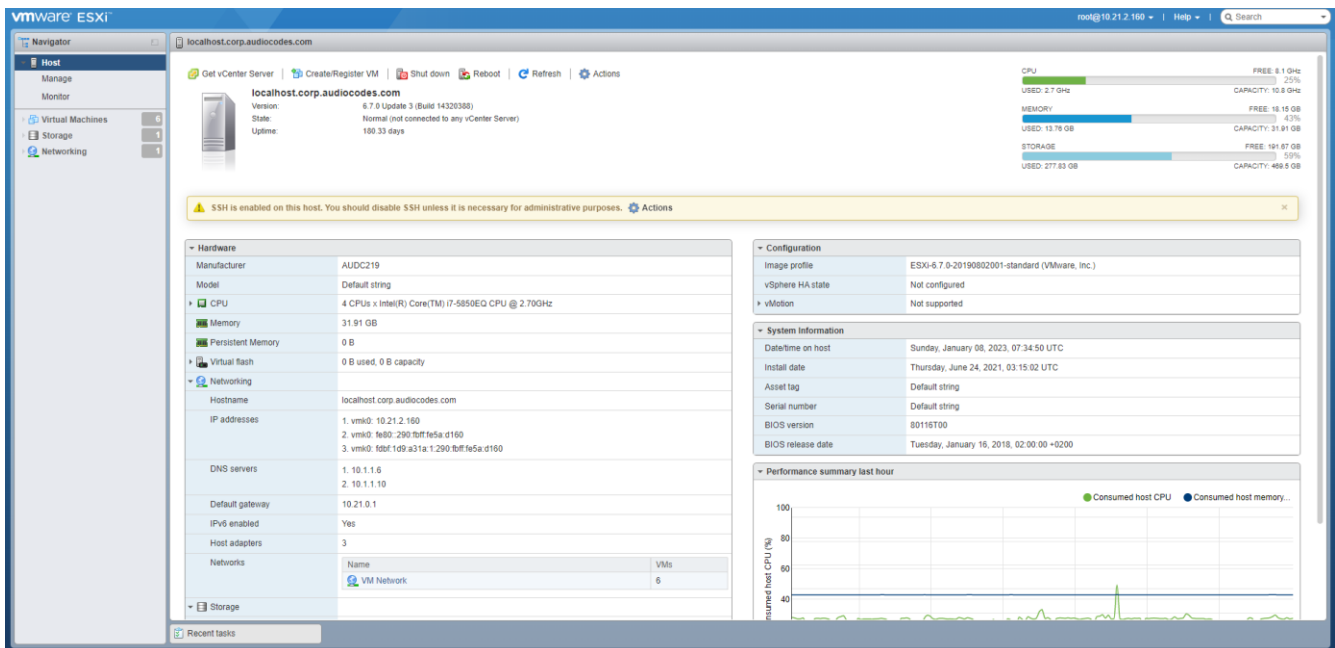 vmware ESXi
root@10.21.2.160 | Help | Search
Navigator
localhost.corp.audiocodes.com
Host
Manage
Monitor
Virtual Machines 6
Storage 1
Networking 1
Get vCenter Server | Create/Register VM | Shut down Reboot | Refresh | Actions
localhost.corp.audiocodes.com
Version: 6.7.0 Update 3 (Build 14320388)
State: Normal (not connected to any vCenter Server)
Uptime: 180.33 days
CPU FREE: 8.1 GHz
25%
USED: 2.7 GHz CAPACITY: 10.8 GHz
MEMORY FREE: 18.15 GB
43%
USED: 13.76 GB CAPACITY: 31.91 GB
STORAGE FREE: 191.67 GB
59%
USED: 277.83 GB CAPACITY: 469.5 GB
SSH is enabled on this host. You should disable SSH unless it is necessary for administrative purposes. Actions
Hardware
Manufacturer AUDC219
Model Default string
CPU 4 CPUs x Intel(R) Core(TM) i7-5850EQ CPU @ 2.70GHz
Memory 31.91 GB
Persistent Memory 0 B
Virtual flash 0 B used, 0 B capacity
Networking
Hostname localhost.corp.audiocodes.com
IP addresses 1. vmk0: 10.21.2.160
2. vmk0: fe80::290:fbff:fe5a:d160
3. vmk0: fdbf:1d9:a31a:1:290:fbff:fe5a:d160
DNS servers 1. 10.1.1.6
2. 10.1.1.10
Default gateway 10.21.0.1
IPv6 enabled Yes
Host adapters 3
Networks Name VMs
VM Network 6
Storage
Configuration
Image profile ESXi-6.7.0-20190802001-standard (VMware, Inc.)
vSphere HA state Not configured
vMotion Not supported
System Information
Date/time on host Sunday, January 08, 2023, 07:34:50 UTC
Install date Thursday, June 24, 2021, 03:15:02 UTC
Asset tag Default string
Serial number Default string
BIOS version 80116T00
BIOS release date Tuesday, January 16, 2018, 02:00:00 +0200
Performance summary last hour
Consumed host CPU Consumed host memory...
100
80
60
40
nsumed host CPU (%)
Recent tasks